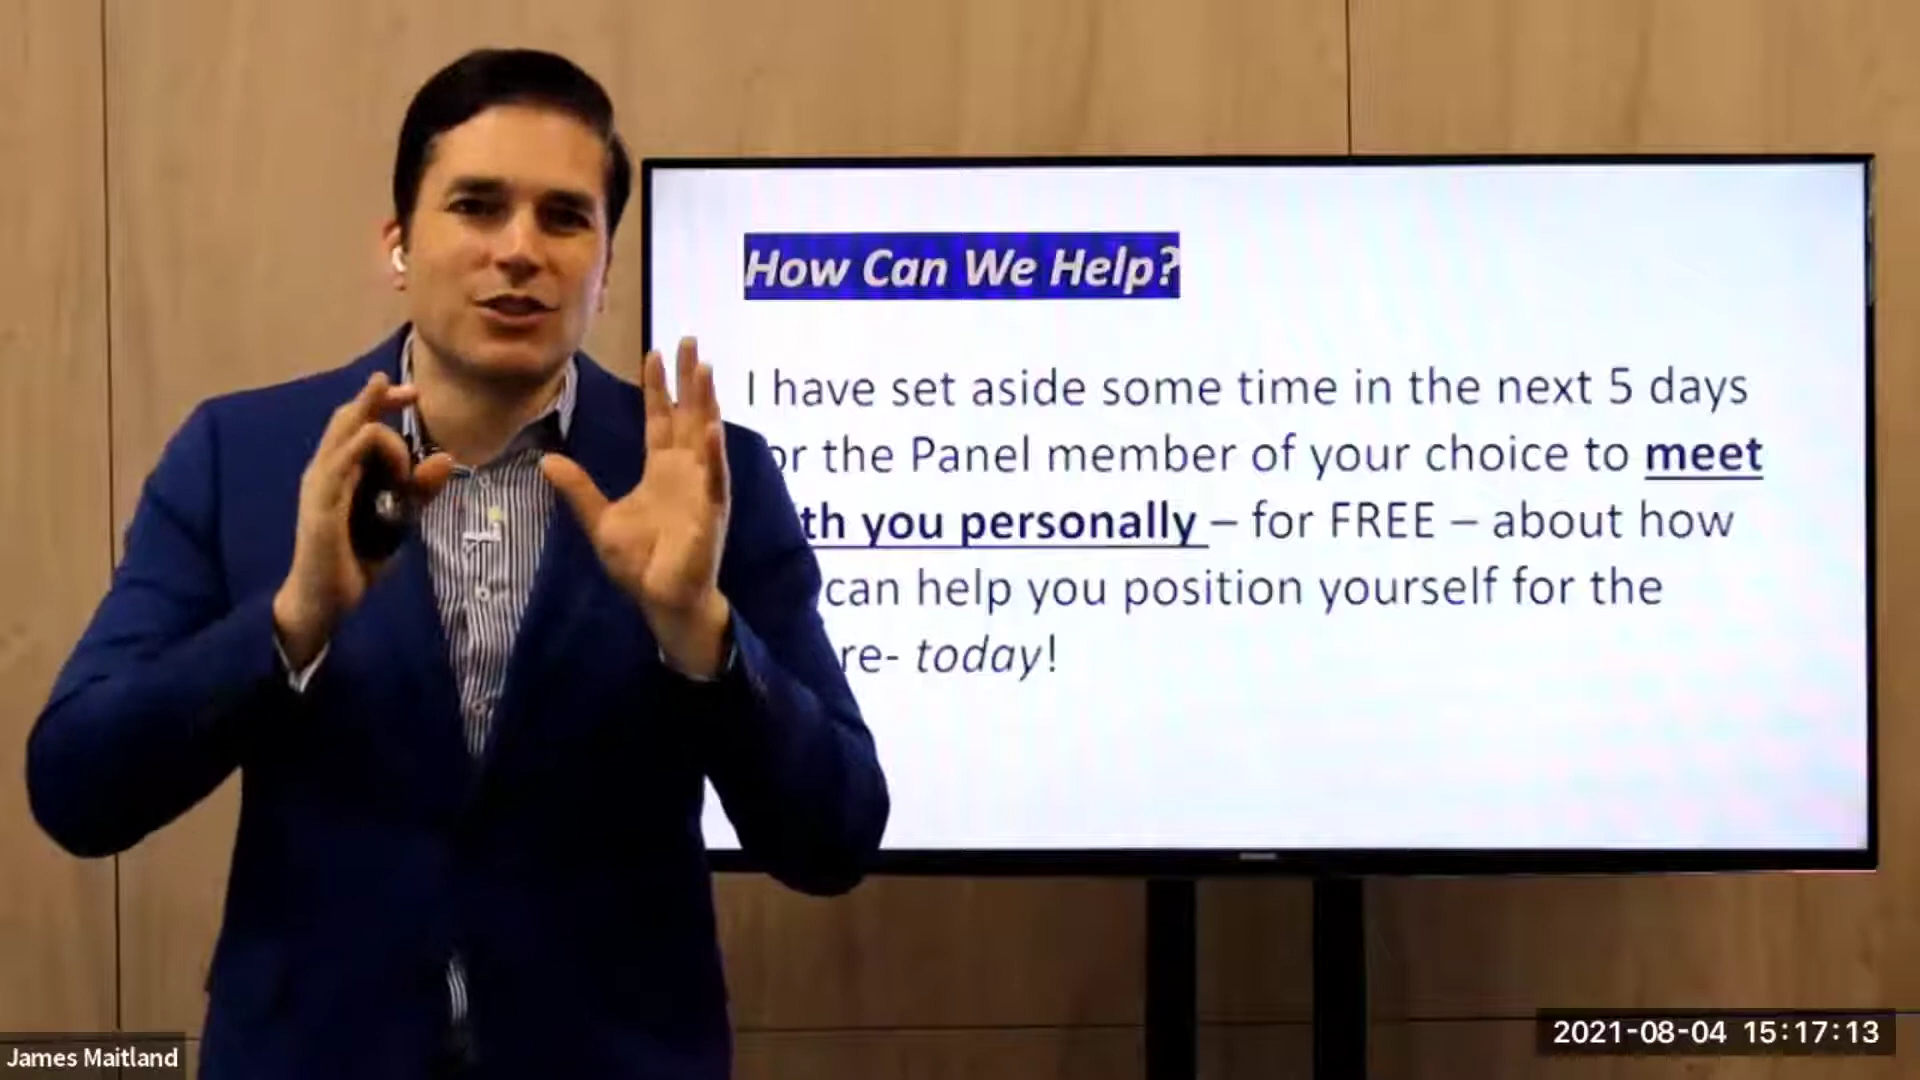 How Can We Help?
I have set aside some time in the next 5 days
the Panel member of your choice to meet
you personally – for FREE – about how
can help you position yourself for the
today!
James Maitland
2021-08-04 15:17:13